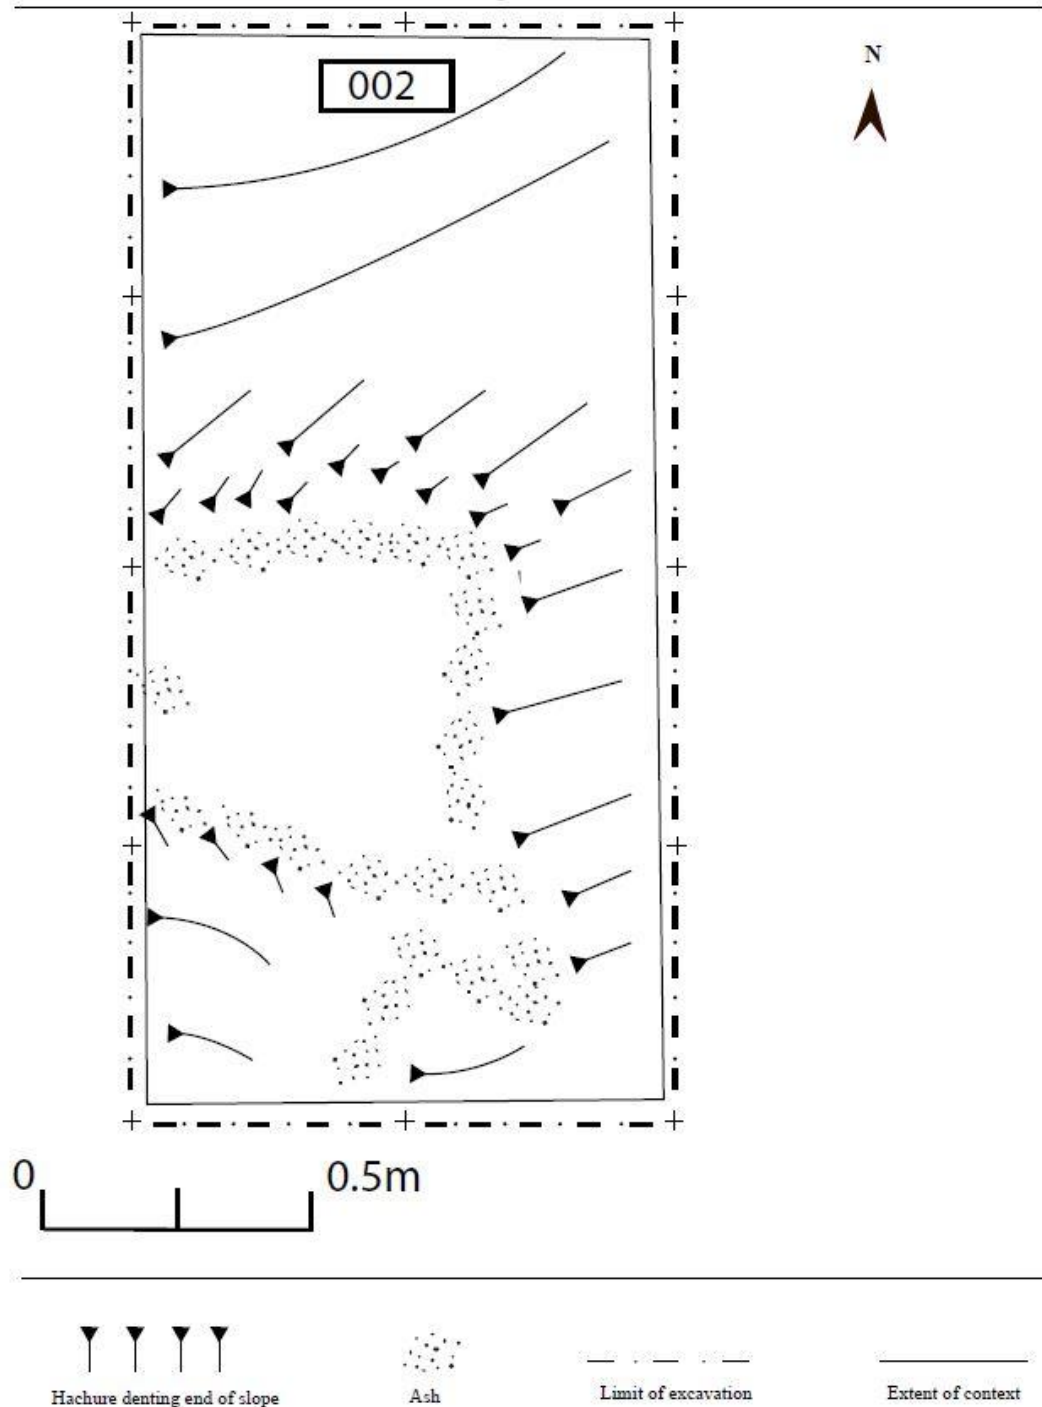 002
N
0 0.5m
Hachure denting end of slope Ash Limit of excavation Extent of context